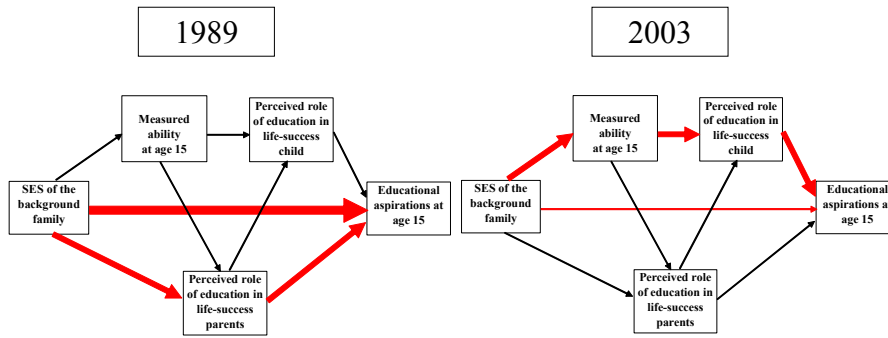 1989
Measured
ability
at age 15
Perceived role
of education in
life-success
child
SES of the
background
family
Educational
aspirations at
age 15
Perceived role
of education in
life-success
parents
2003
Measured
ability
at age 15
Perceived role
of education in
life-success
child
SES of the
background
family
Educational
aspirations at
age 15
Perceived role
of education in
life-success
parents